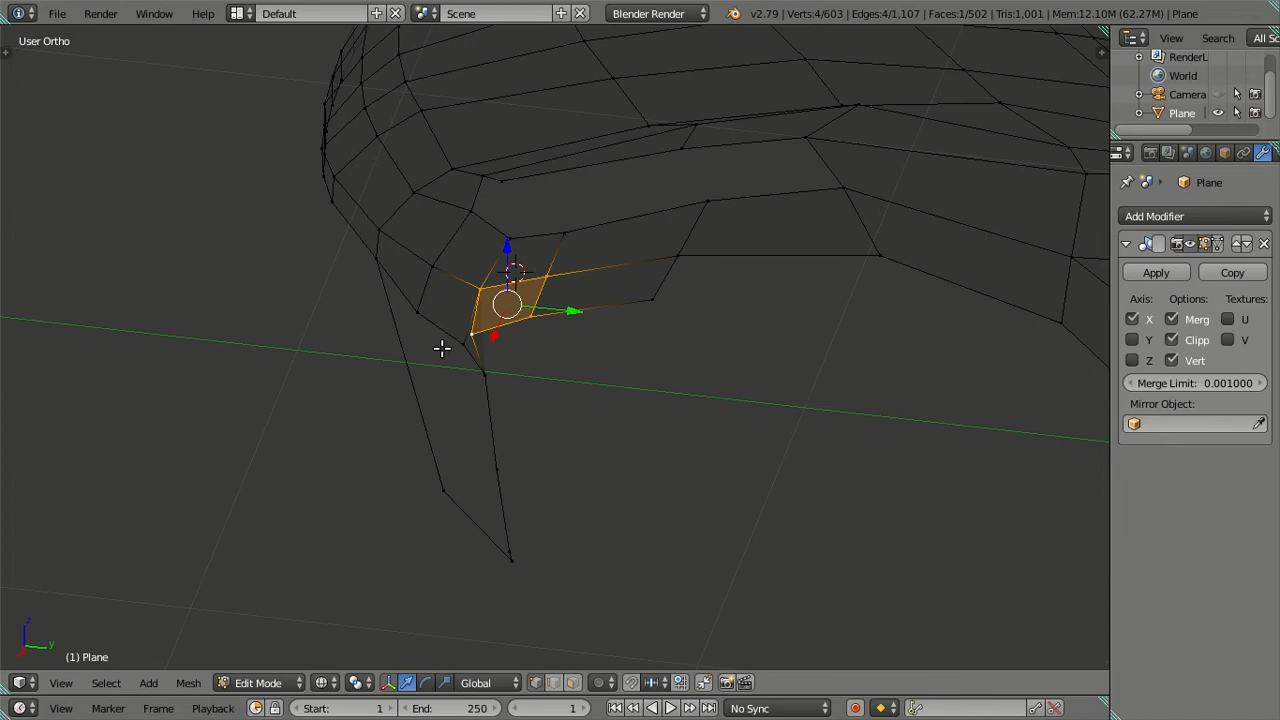 File Render Window Help Default Scene Blender Render v2.79 | Verts:4/603 | Edges:4/1,107 | Faces:1/502 | Tris:1,001 | Mem:12.10M (62.27M) | Plane
User Ortho
View Search All Sc
RenderL
World
Camera
Plane
Plane
Add Modifier
Apply Copy
Axis: Options: Textures:
X Merg U
Y Clipp V
Z Vert
Merge Limit: 0.001000
Mirror Object:
z
y
(1) Plane
View Select Add Mesh Edit Mode Global
View Marker Frame Playback Start: 1 End: 250 1 No Sync